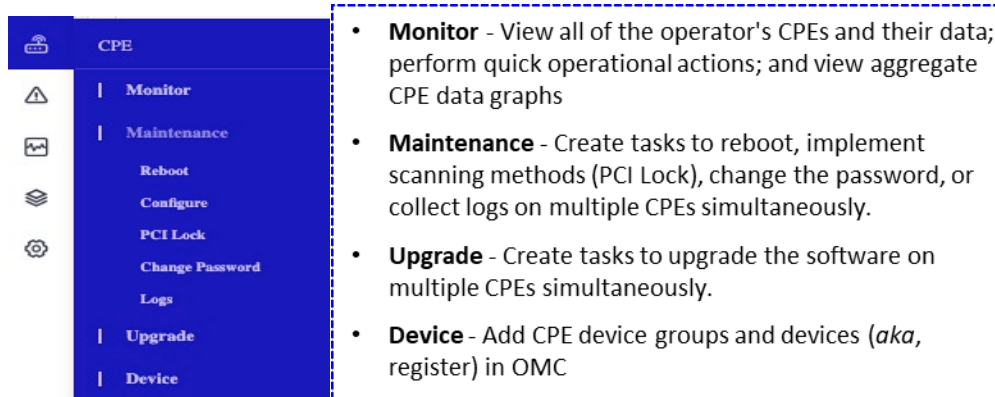 CPE
Monitor
Maintenance
Reboot
Configure
PCI Lock
Change Password
Logs
Upgrade
Device
• Monitor - View all of the operator's CPEs and their data;
perform quick operational actions; and view aggregate
CPE data graphs
• Maintenance - Create tasks to reboot, implement
scanning methods (PCI Lock), change the password, or
collect logs on multiple CPEs simultaneously.
• Upgrade - Create tasks to upgrade the software on
multiple CPEs simultaneously.
• Device - Add CPE device groups and devices (aka,
register) in OMC